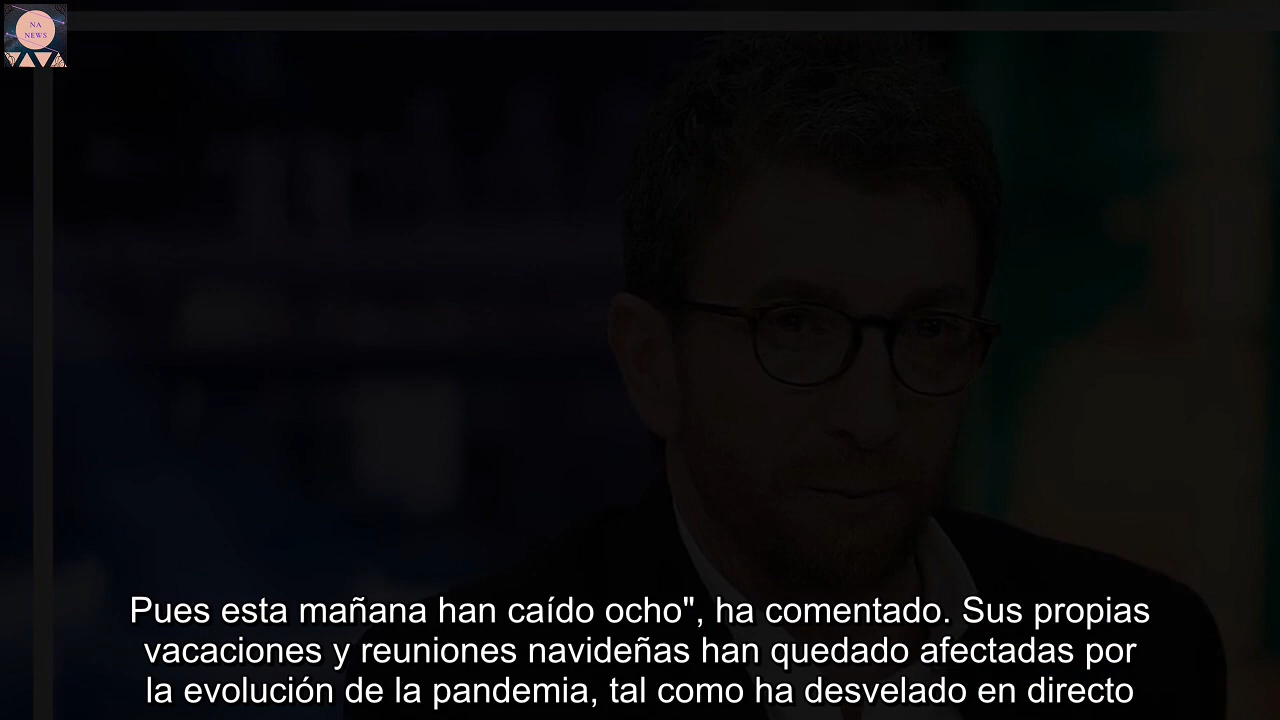 NA
NEWS
Pues esta mañana han caído ocho", ha comentado. Sus propias
vacaciones y reuniones navideñas han quedado afectadas por
la evolución de la pandemia, tal como ha desvelado en directo